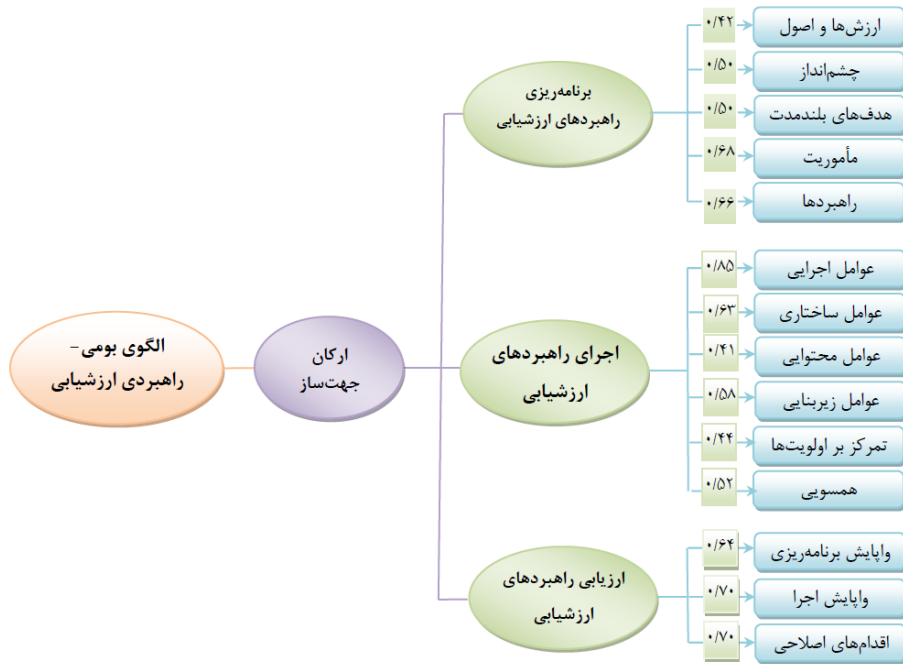 الگوی بومی–
راهبردی ارزشیابی
ارکان
جهت‌ساز
برنامه‌ریزی
راهبردهای ارزشیابی
۰/۴۲
ارزش‌ها و اصول
۰/۵۰
چشم‌انداز
۰/۵۰
هدف‌های بلندمدت
۰/۶۸
مأموریت
۰/۶۶
راهبردها
اجرای راهبردهای
ارزشیابی
۰/۸۵
عوامل اجرایی
۰/۶۳
عوامل ساختاری
۰/۴۱
عوامل محتوایی
۰/۵۸
عوامل زیربنایی
۰/۴۴
تمرکز بر اولویت‌ها
۰/۵۲
همسویی
ارزیابی راهبردهای
ارزشیابی
۰/۶۴
واپایش برنامه‌ریزی
۰/۷۰
واپایش اجرا
۰/۷۰
اقدام‌های اصلاحی